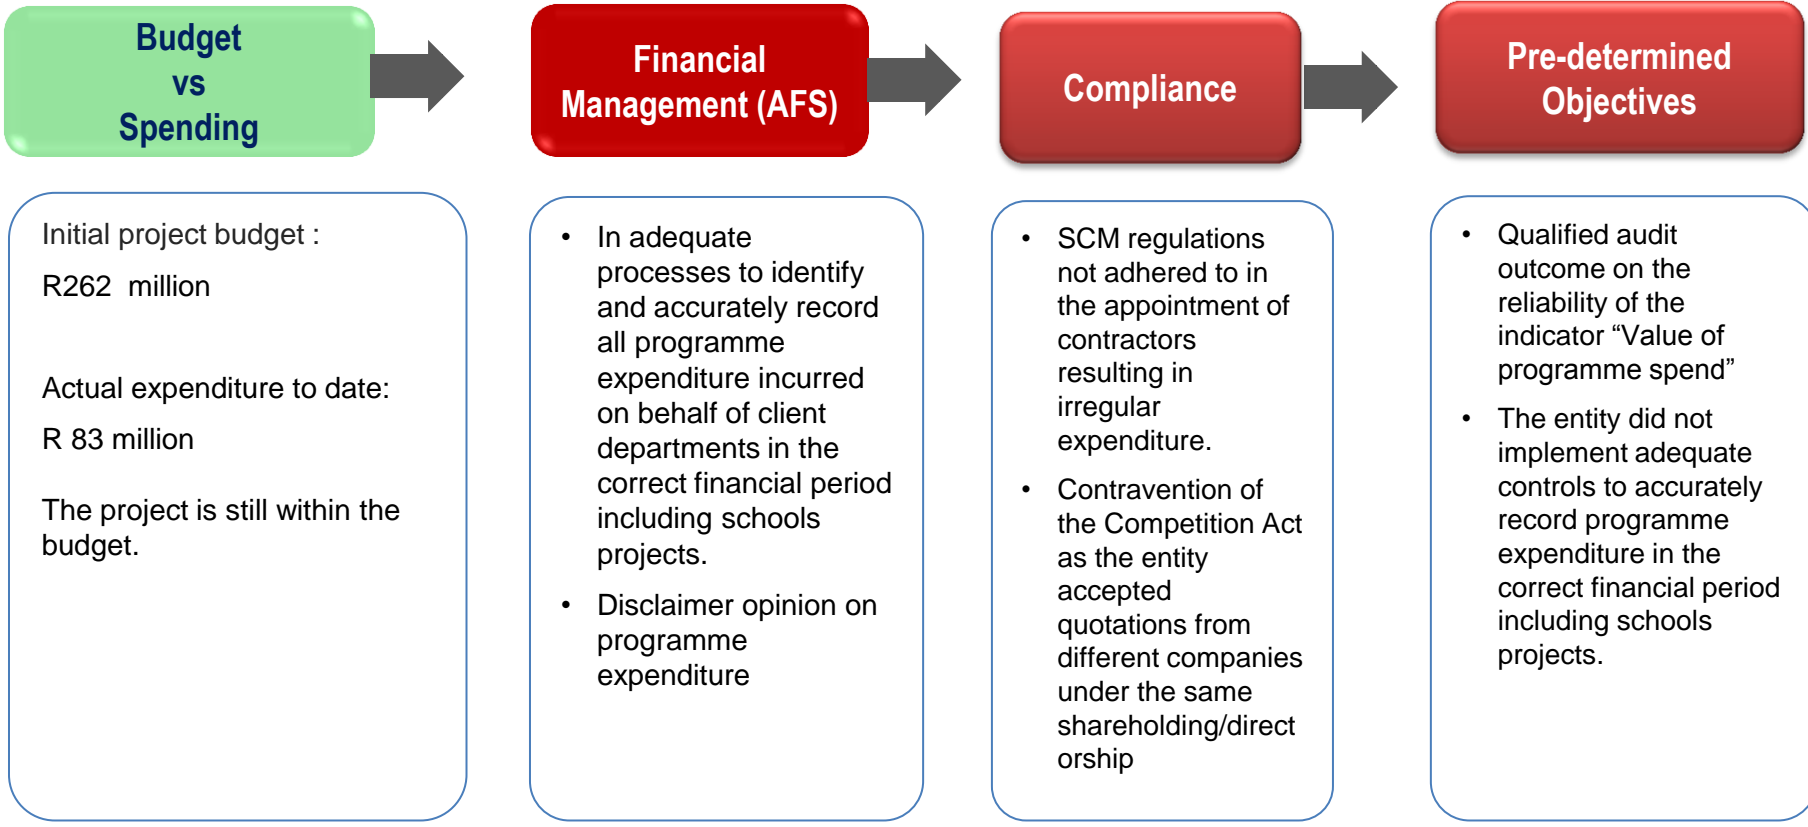 Budget
vs
Spending
Financial
Management (AFS)
Compliance
Pre-determined
Objectives
Initial project budget :
R262 million
Actual expenditure to date:
R 83 million
The project is still within the
budget.
• In adequate
processes to identify
and accurately record
all programme
expenditure incurred
on behalf of client
departments in the
correct financial period
including schools
projects.
• Disclaimer opinion on
programme
expenditure
• SCM regulations
not adhered to in
the appointment of
contractors
resulting in
irregular
expenditure.
• Contravention of
the Competition Act
as the entity
accepted
quotations from
different companies
under the same
shareholding/direct
orship
• Qualified audit
outcome on the
reliability of the
indicator “Value of
programme spend”
• The entity did not
implement adequate
controls to accurately
record programme
expenditure in the
correct financial period
including schools
projects.